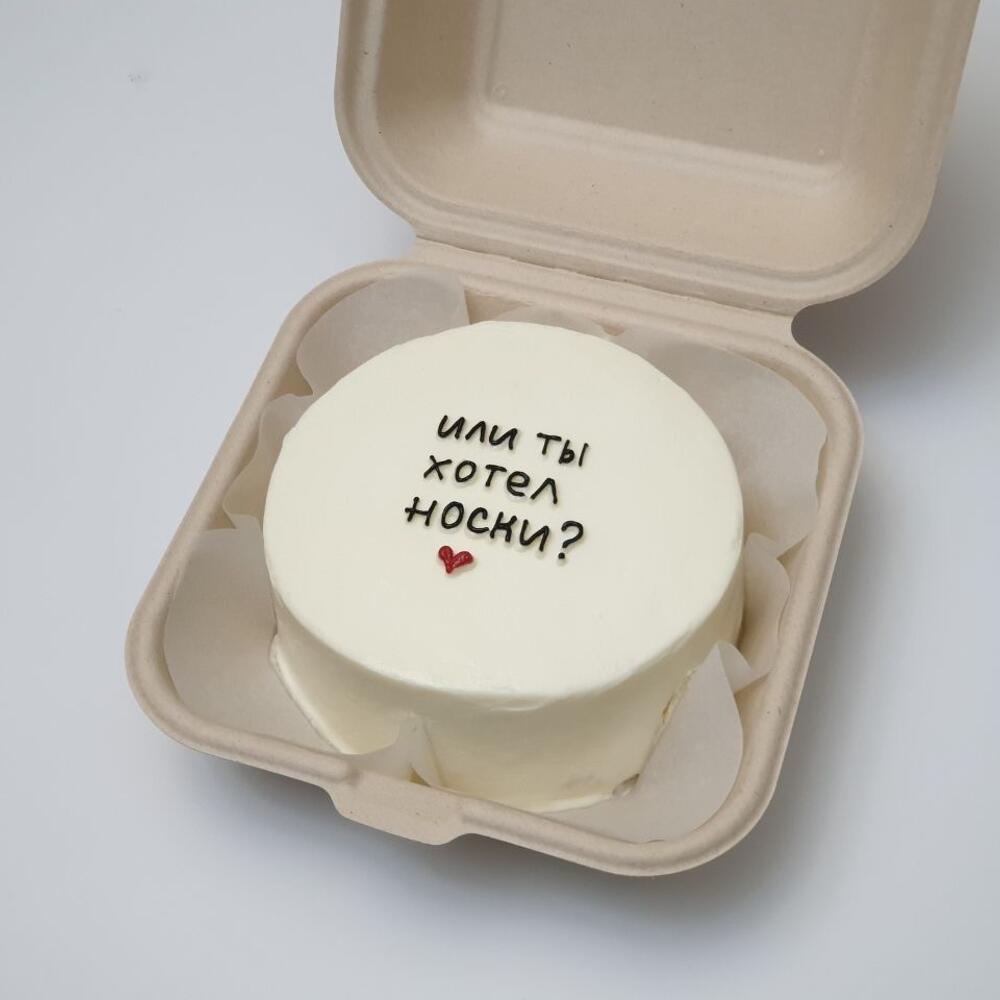 или ты
хотел
носки?